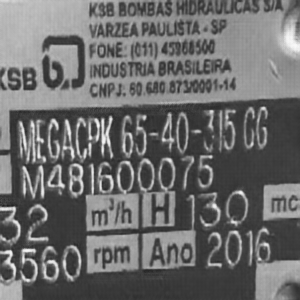 KSB BOMBAS HIDRAULICAS S/A
VARZEA PAULISTA - SP
FONE: (011) 45968500
INDUSTRIA BRASILEIRA
CNPJ: 60.680.873/0001-14
KSB
MEGACPK 65-40-315 CG
M481600075
32 m³/h H 130 mc
3560 rpm Ano 2016